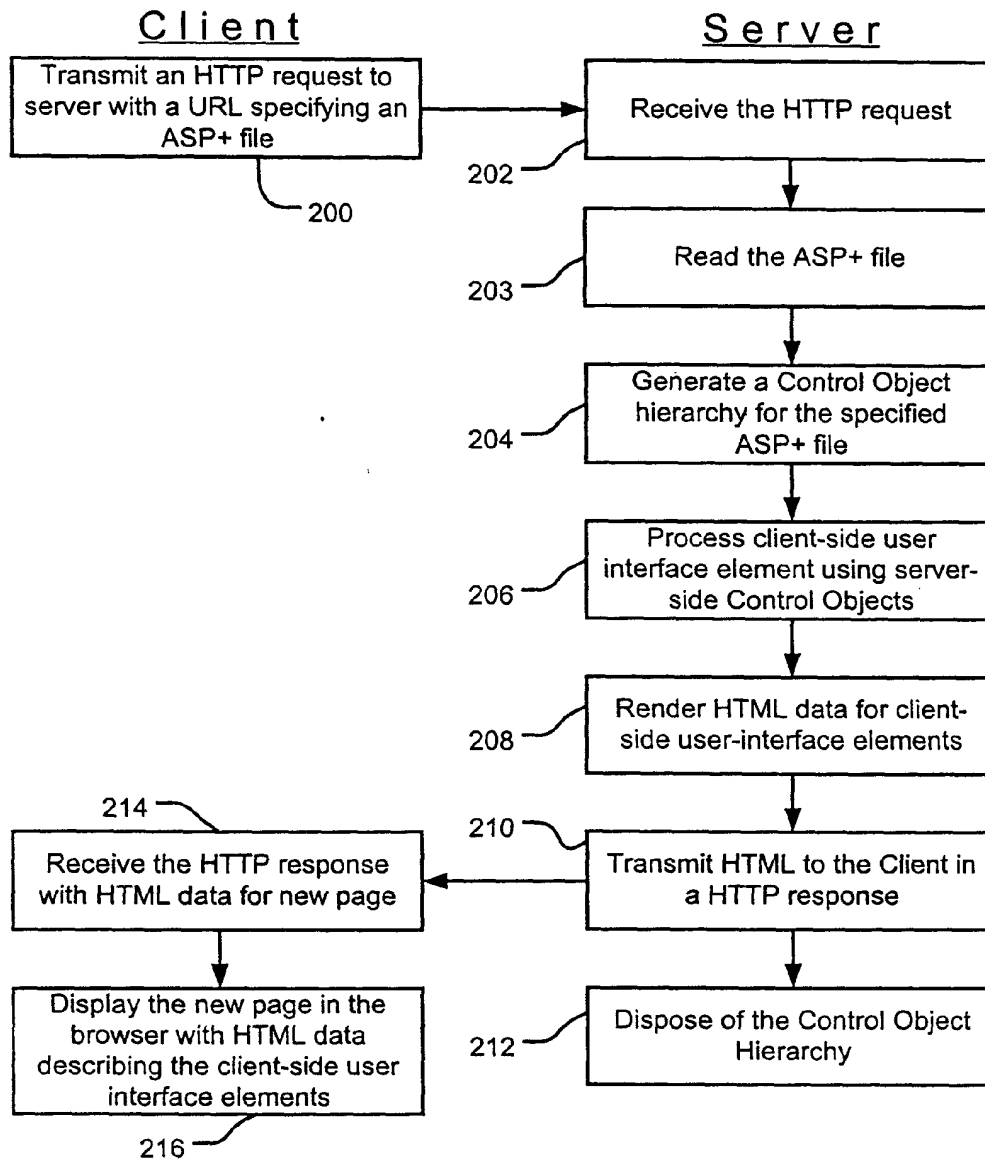 Client
Transmit an HTTP request to
server with a URL specifying an
ASP+ file
200
Server
Receive the HTTP request
202
Read the ASP+ file
203
Generate a Control Object
hierarchy for the specified
ASP+ file
204
Process client-side user
interface element using server-
side Control Objects
206
Render HTML data for client-
side user-interface elements
208
210
Transmit HTML to the Client in
a HTTP response
Dispose of the Control Object
Hierarchy
212
214
Receive the HTTP response
with HTML data for new page
Display the new page in the
browser with HTML data
describing the client-side user
interface elements
216